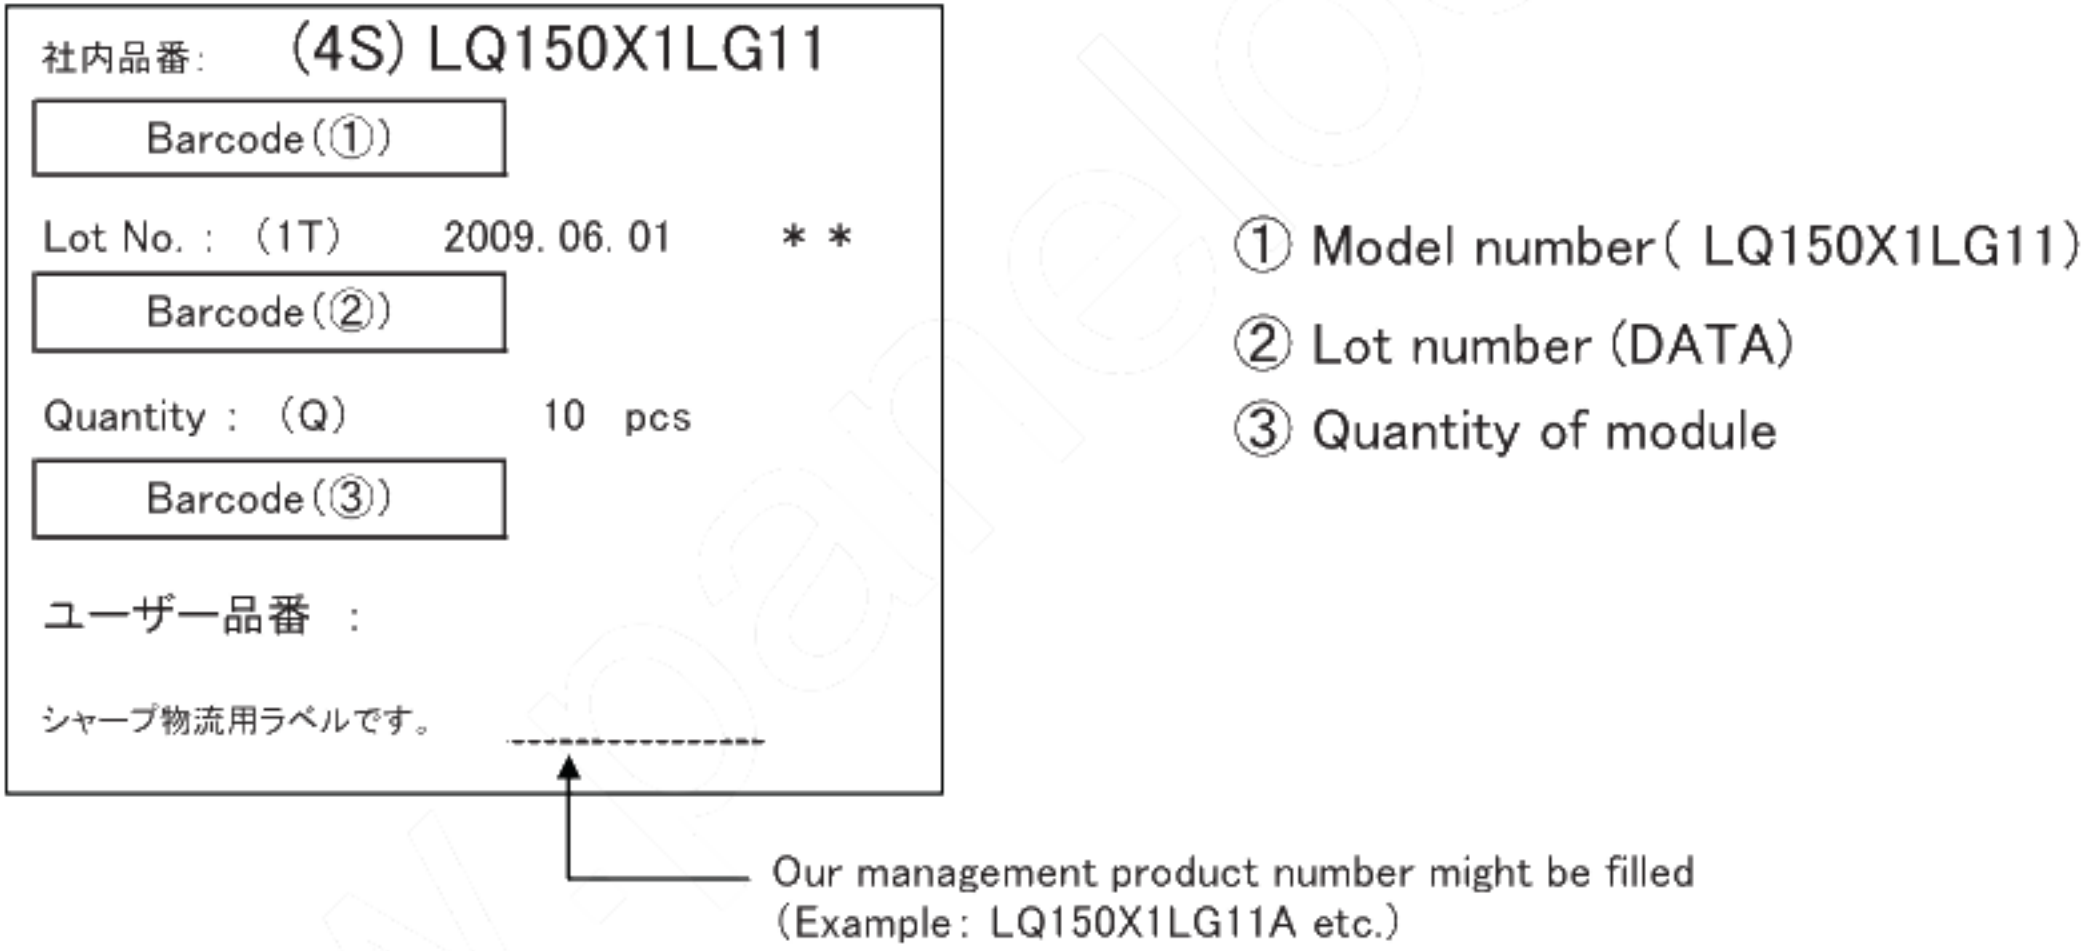 社内品番: (4S) LQ150X1LG11
Barcode(①)
Lot No. : (1T) 2009. 06. 01 * *
Barcode(②)
Quantity : (Q) 10 pcs
Barcode(③)
ユーザー品番 :
シャープ物流用ラベルです。
① Model number( LQ150X1LG11)
② Lot number (DATA)
③ Quantity of module
Our management product number might be filled
(Example: LQ150X1LG11A etc.)